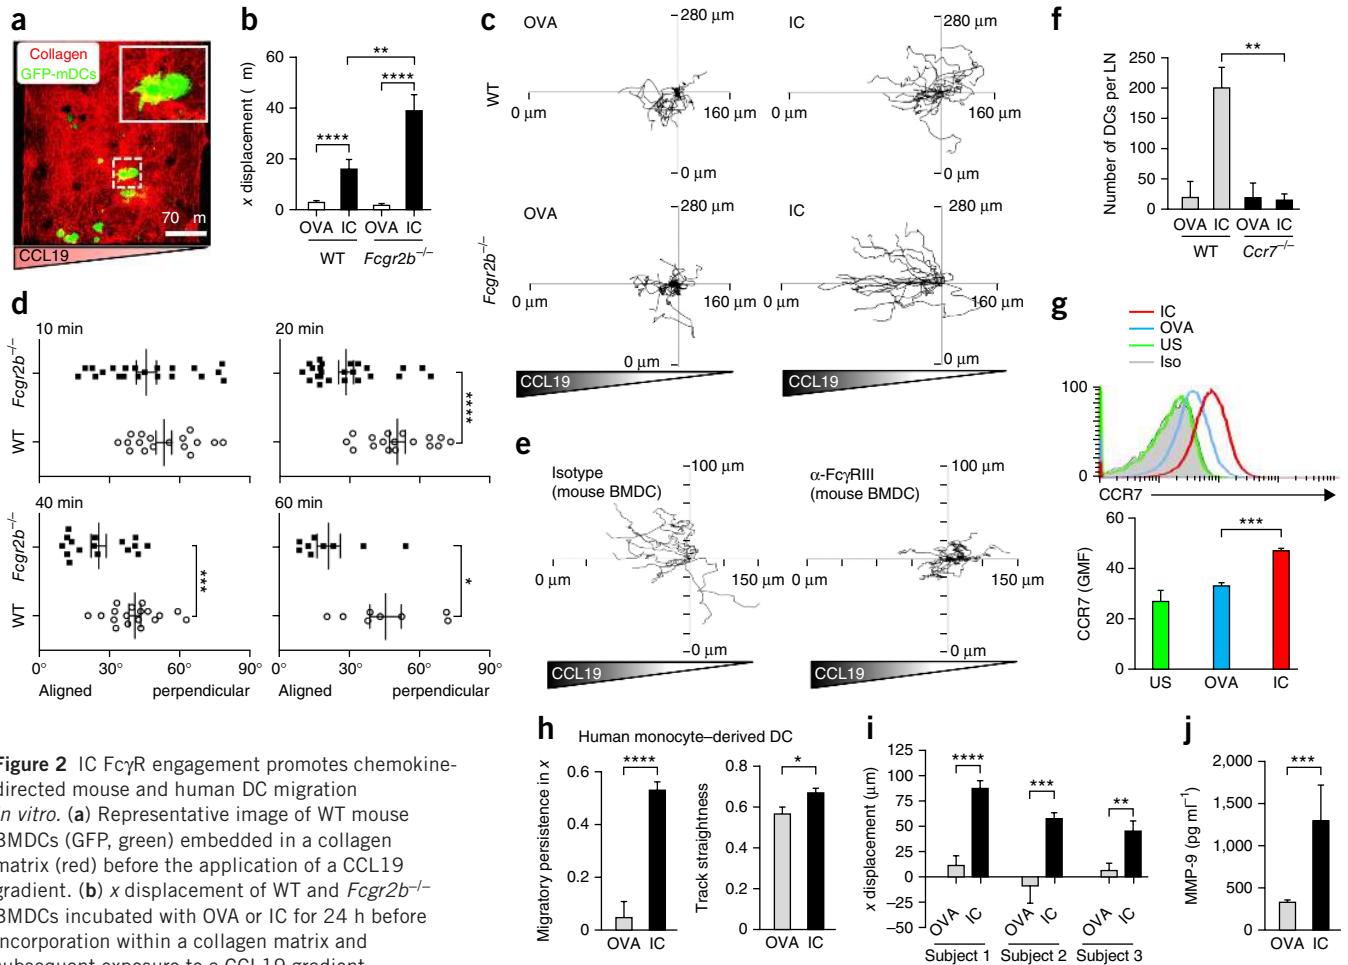 a
Collagen
GFP-mDCs
70 m
CCL19
b
x displacement ( m)
60
40
20
0
**
****
****
OVA IC OVA IC
WT Fcgr2b−/−
c
OVA
280 μm
IC
280 μm
WT
0 μm
160 μm
0 μm
160 μm
0 μm
0 μm
OVA
280 μm
IC
280 μm
Fcgr2b−/−
0 μm
160 μm
0 μm
160 μm
0 μm
0 μm
CCL19
CCL19
d
10 min
20 min
Fcgr2b−/−
WT
****
40 min
60 min
Fcgr2b−/−
WT
***
*
0° 30° 60° 90°
0° 30° 60° 90°
Aligned perpendicular
Aligned perpendicular
e
Isotype
(mouse BMDC)
100 μm
0 μm
150 μm
0 μm
α-FcγRIII
(mouse BMDC)
100 μm
0 μm
150 μm
0 μm
CCL19
CCL19
f
Number of DCs per LN
250
200
150
100
50
0
**
OVA IC OVA IC
WT Ccr7−/−
g
IC
OVA
US
Iso
100
0
CCR7
CCR7 (GMF)
60
40
20
0
***
US OVA IC
h
Human monocyte–derived DC
Migratory persistence in x
0.6
0.4
0.2
0
****
OVA IC
Track straightness
0.8
0.6
0.4
0.2
0
*
OVA IC
i
x displacement (μm)
125
100
75
50
25
0
−25
−50
****
***
**
OVA IC OVA IC OVA IC
Subject 1 Subject 2 Subject 3
j
MMP-9 (pg ml−1)
2,000
1,500
1,000
500
0
***
OVA IC
Figure 2 IC FcγR engagement promotes chemokine-
directed mouse and human DC migration
in vitro. (a) Representative image of WT mouse
BMDCs (GFP, green) embedded in a collagen
matrix (red) before the application of a CCL19
gradient. (b) x displacement of WT and Fcgr2b−/−
BMDCs incubated with OVA or IC for 24 h before
incorporation within a collagen matrix and
subsequent exposure to a CCL19 gradient